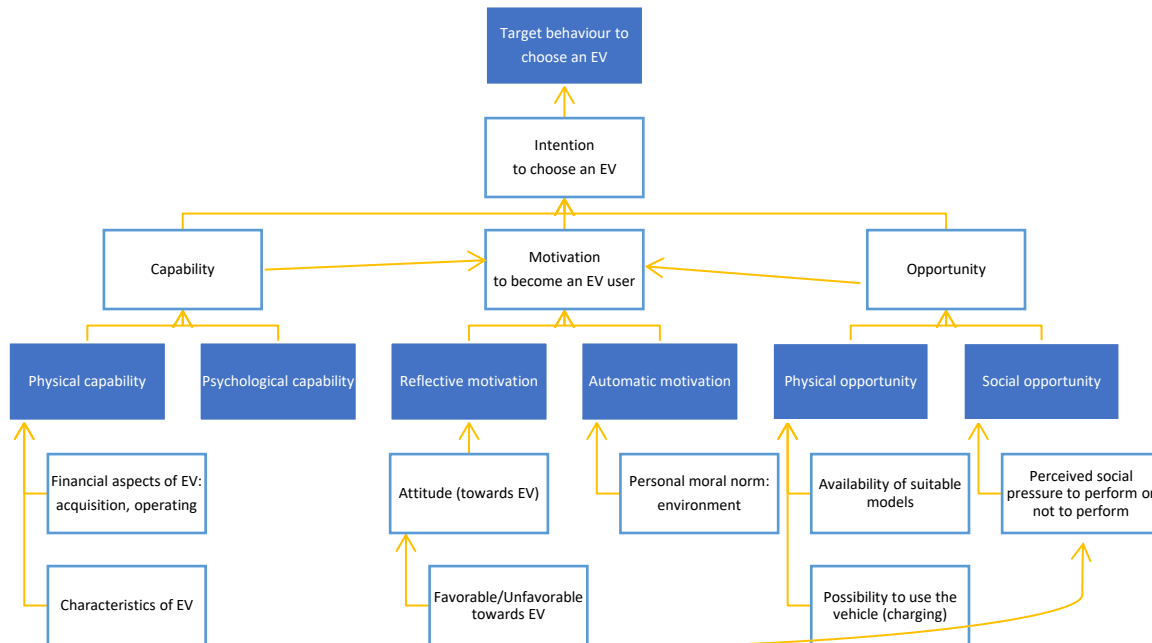 Target behaviour to
choose an EV
Intention
to choose an EV
Capability
Motivation
to become an EV user
Opportunity
Physical capability
Psychological capability
Reflective motivation
Automatic motivation
Physical opportunity
Social opportunity
Financial aspects of EV:
acquisition, operating
Attitude (towards EV)
Personal moral norm:
environment
Availability of suitable
models
Perceived social
pressure to perform or
not to perform
Characteristics of EV
Favorable/Unfavorable
towards EV
Possibility to use the
vehicle (charging)